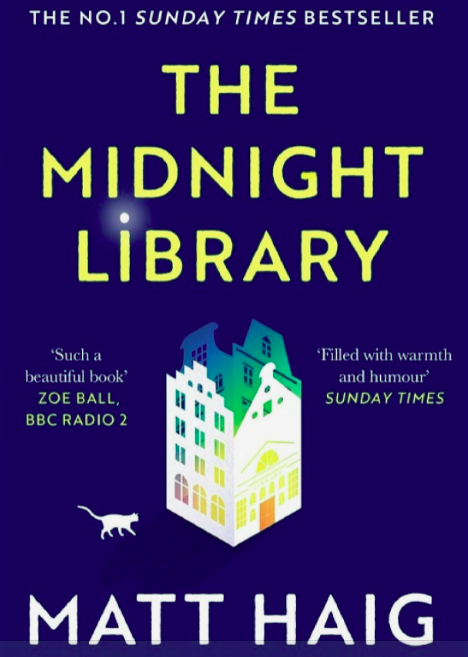 THE NO.1 SUNDAY TIMES BESTSELLER
THE
MIDNIGHT
LiBRARY
‘Such a
beautiful book’
ZOE BALL,
BBC RADIO 2
‘Filled with warmth
and humour’
SUNDAY TIMES
MATT HAIG